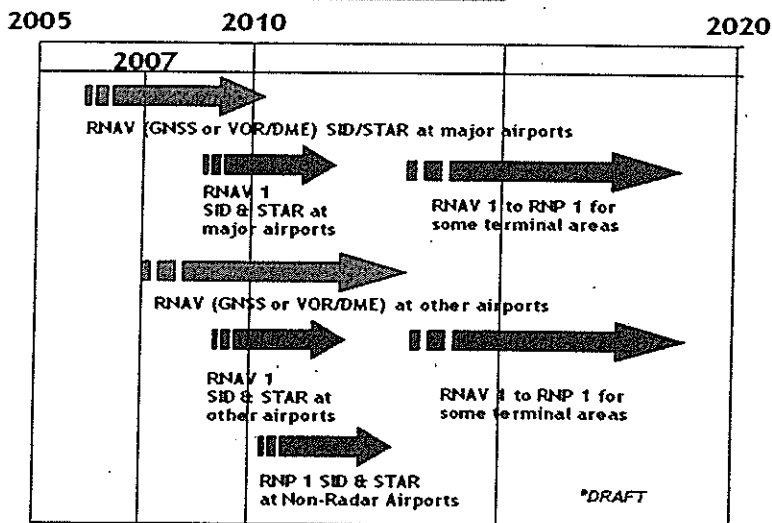 2005 2010 2020
2007
RNAV (GNSS or VOR/DME) SID/STAR at major airports
RNAV 1
SID & STAR at
major airports
RNAV 1 to RNP 1 for
some terminal areas
RNAV (GNSS or VOR/DME) at other airports
RNAV 1
SID & STAR at
other airports
RNAV 1 to RNP 1 for
some terminal areas
RNP 1 SID & STAR
at Non-Radar Airports
*DRAFT